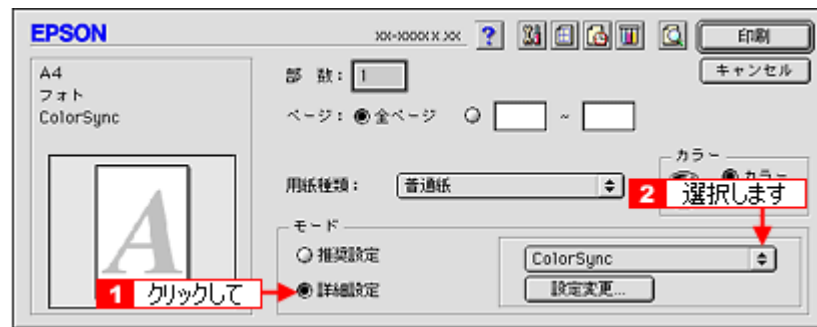 EPSON
XX-XXXX X.XX
?
印刷
A4
フォト
ColorSync
部 数:1
キャンセル
ページ:全ページ ~
カラー
用紙種類:普通紙
2 選択します
モード
推奨設定
ColorSync
A
1 クリックして
詳細設定
設定変更...